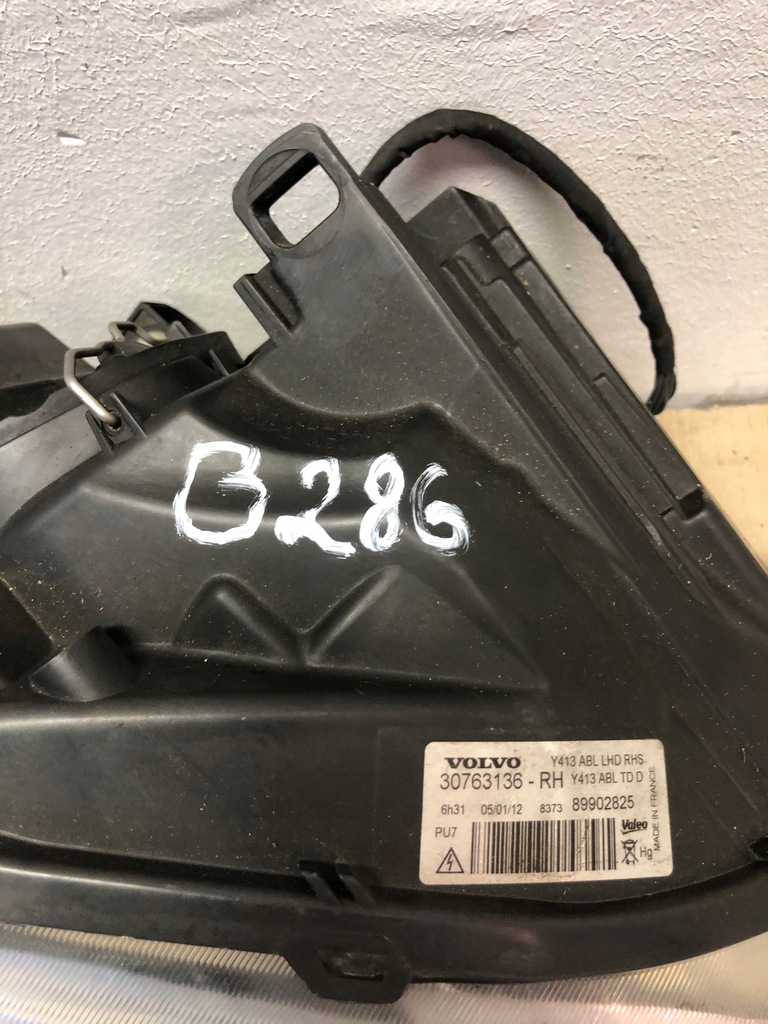 B286
VOLVO Y413 ABL LHD RHS
30763136 - RH Y413 ABL TD D
6h31 05/01/12 8373 89902825
PU7 Valeo
Hg
MADE IN FRANCE